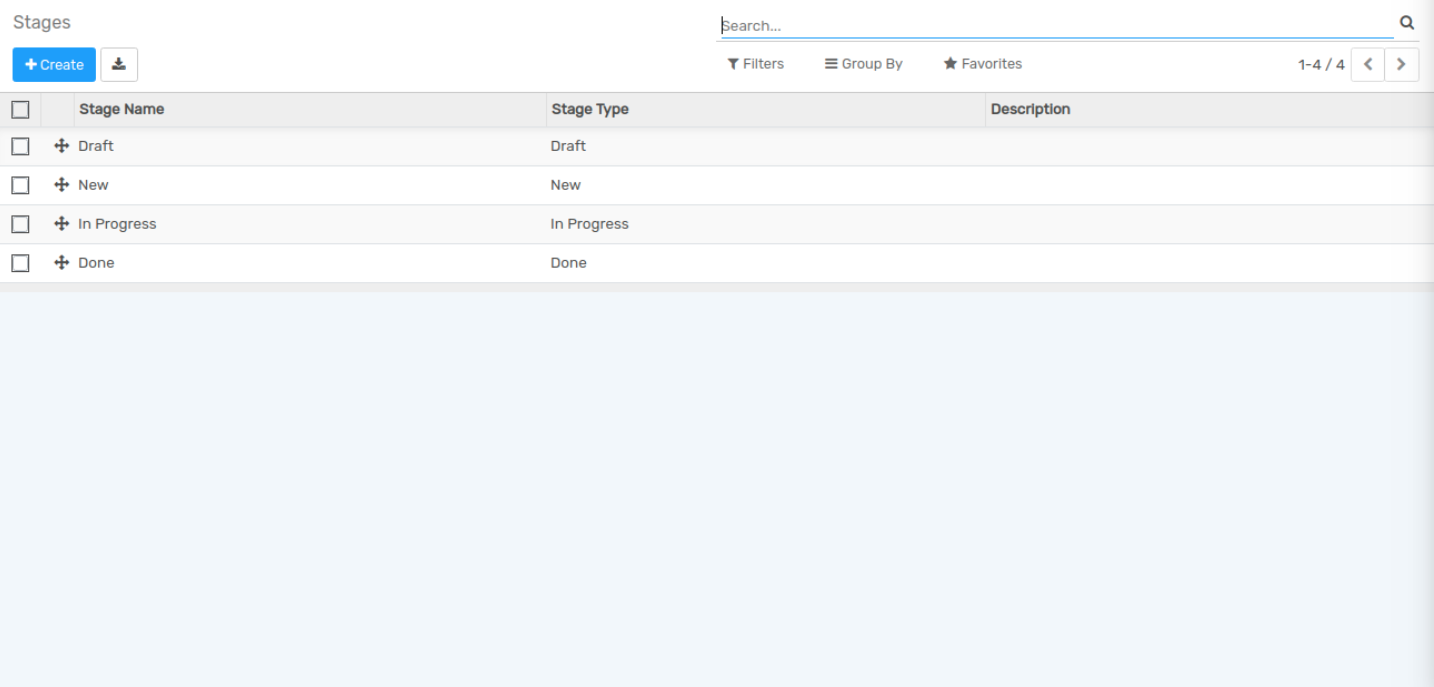 Stages
Search...
Create
Filters Group By Favorites 1-4 / 4
Stage Name Stage Type Description
Draft Draft
New New
In Progress In Progress
Done Done